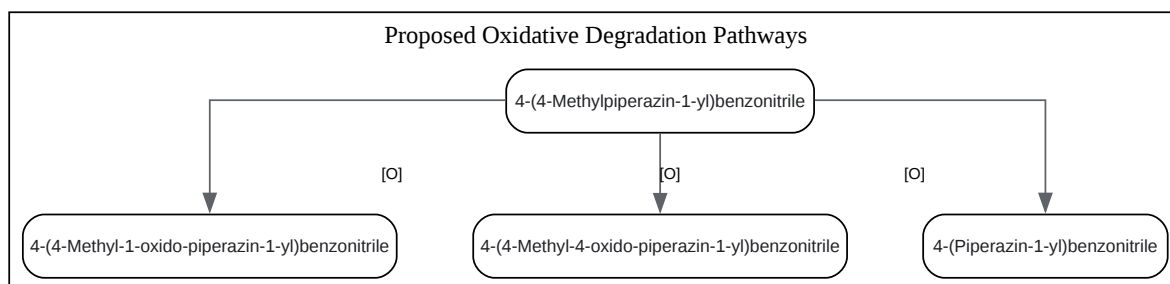 Proposed Oxidative Degradation Pathways
4-(4-Methylpiperazin-1-yl)benzonitrile
[O]
[O]
[O]
4-(4-Methyl-1-oxido-piperazin-1-yl)benzonitrile
4-(4-Methyl-4-oxido-piperazin-1-yl)benzonitrile
4-(Piperazin-1-yl)benzonitrile